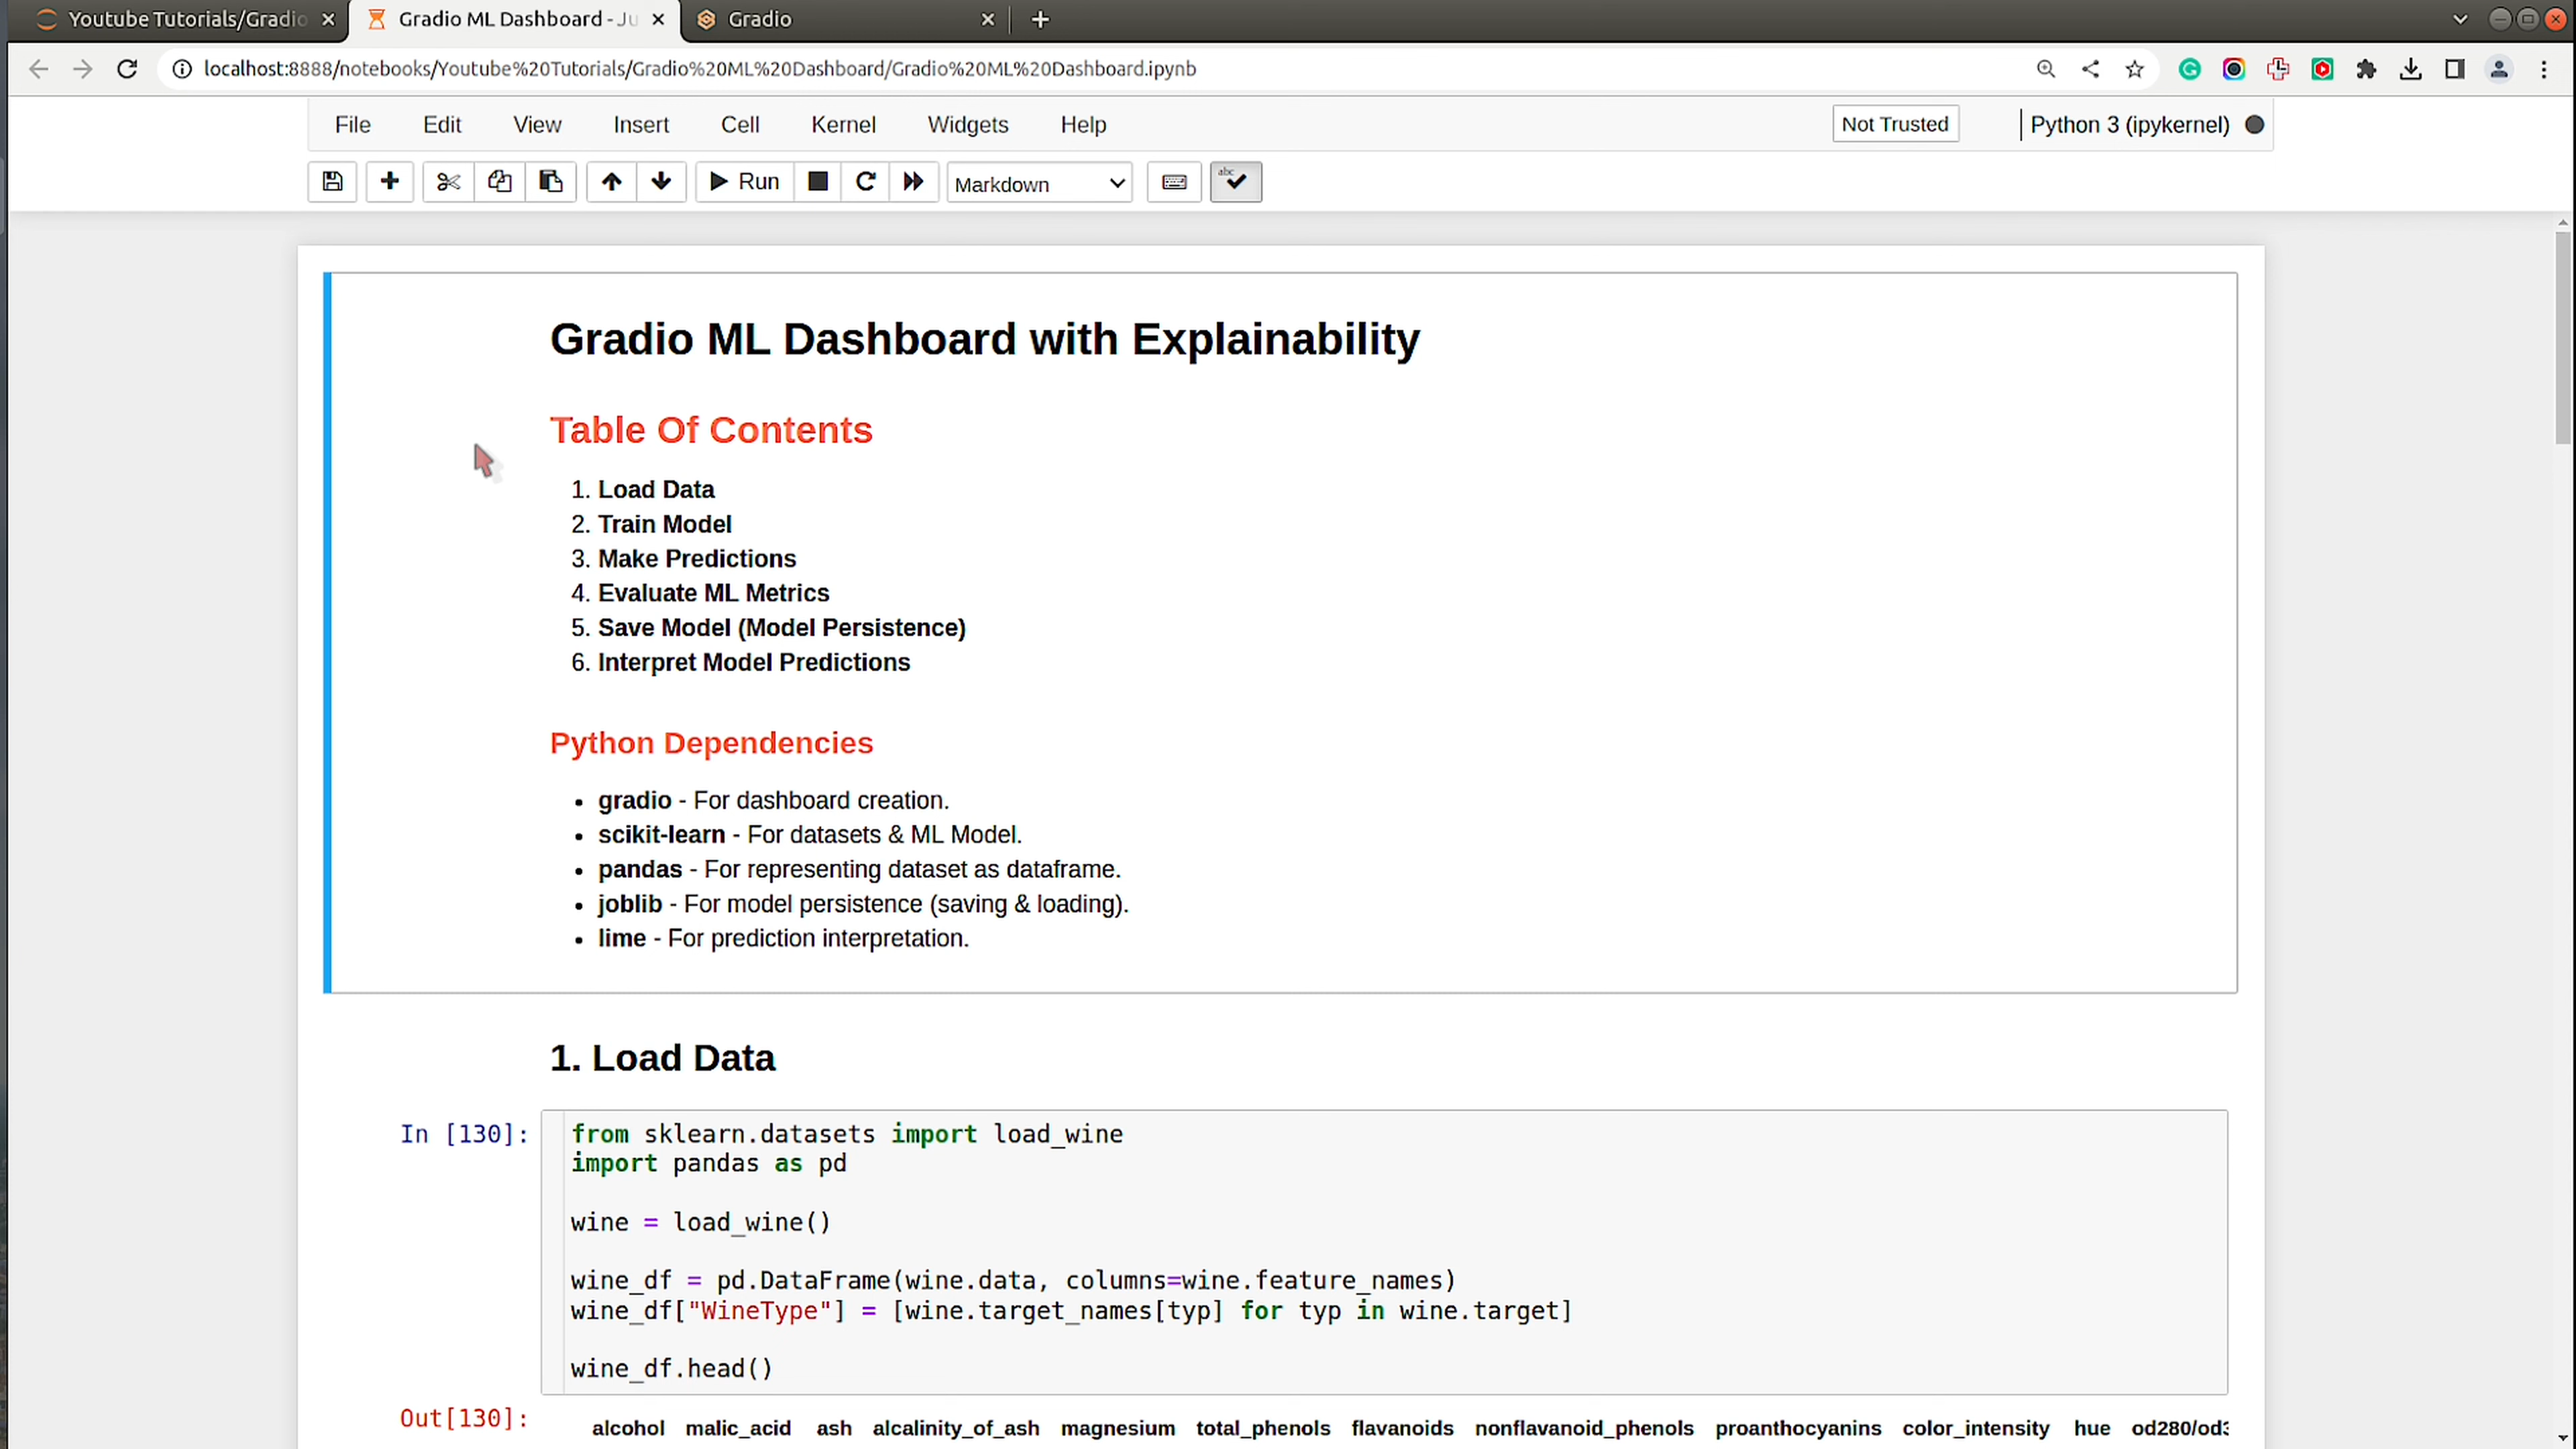 Youtube Tutorials/Gradio
Gradio ML Dashboard - Ju
Gradio
localhost:8888/notebooks/Youtube%20Tutorials/Gradio%20ML%20Dashboard/Gradio%20ML%20Dashboard.ipynb
File Edit View Insert Cell Kernel Widgets Help Not Trusted Python 3 (ipykernel)
Run Markdown abc
Gradio ML Dashboard with Explainability
Table Of Contents
1. Load Data
2. Train Model
3. Make Predictions
4. Evaluate ML Metrics
5. Save Model (Model Persistence)
6. Interpret Model Predictions
Python Dependencies
• gradio - For dashboard creation.
• scikit-learn - For datasets & ML Model.
• pandas - For representing dataset as dataframe.
• joblib - For model persistence (saving & loading).
• lime - For prediction interpretation.
1. Load Data
In [130]: from sklearn.datasets import load_wine
import pandas as pd
wine = load_wine()
wine_df = pd.DataFrame(wine.data, columns=wine.feature_names)
wine_df["WineType"] = [wine.target_names[typ] for typ in wine.target]
wine_df.head()
Out[130]: alcohol malic_acid ash alcalinity_of_ash magnesium total_phenols flavanoids nonflavanoid_phenols proanthocyanins color_intensity hue od280/od3